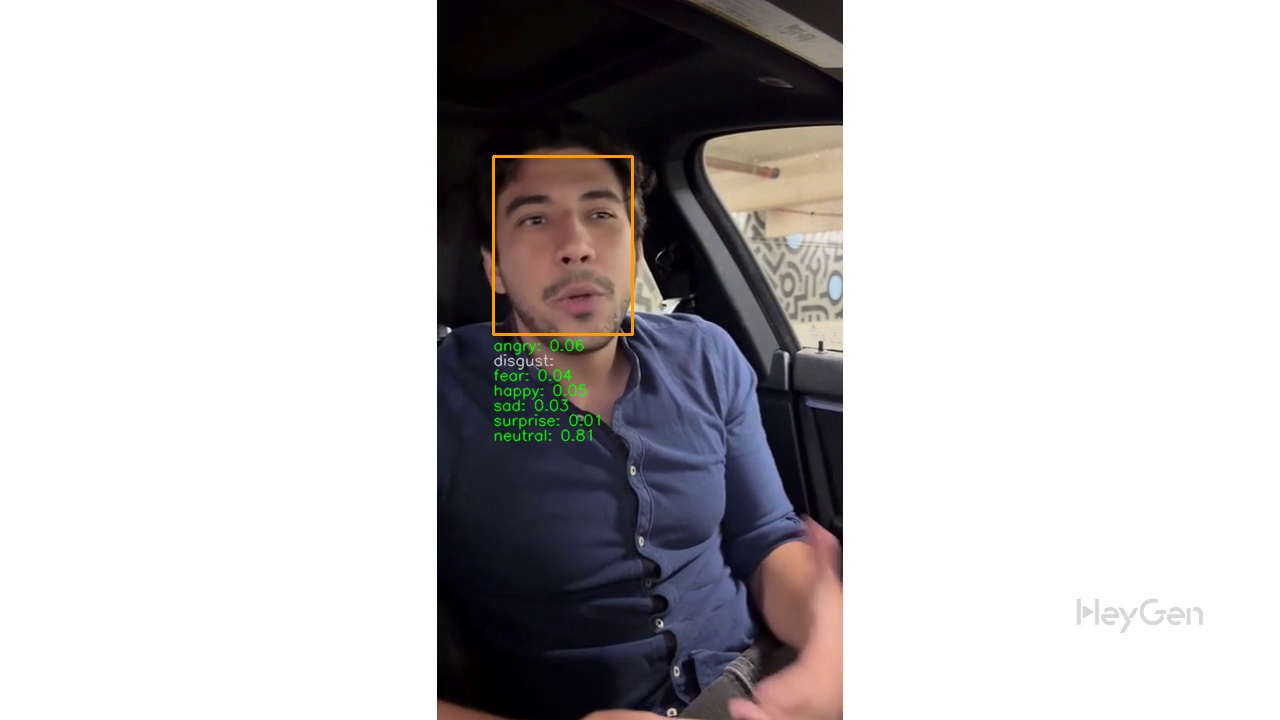 angry: 0.06
disgust:
fear: 0.04
happy: 0.05
sad: 0.03
surprise: 0.01
neutral: 0.81
HeyGen